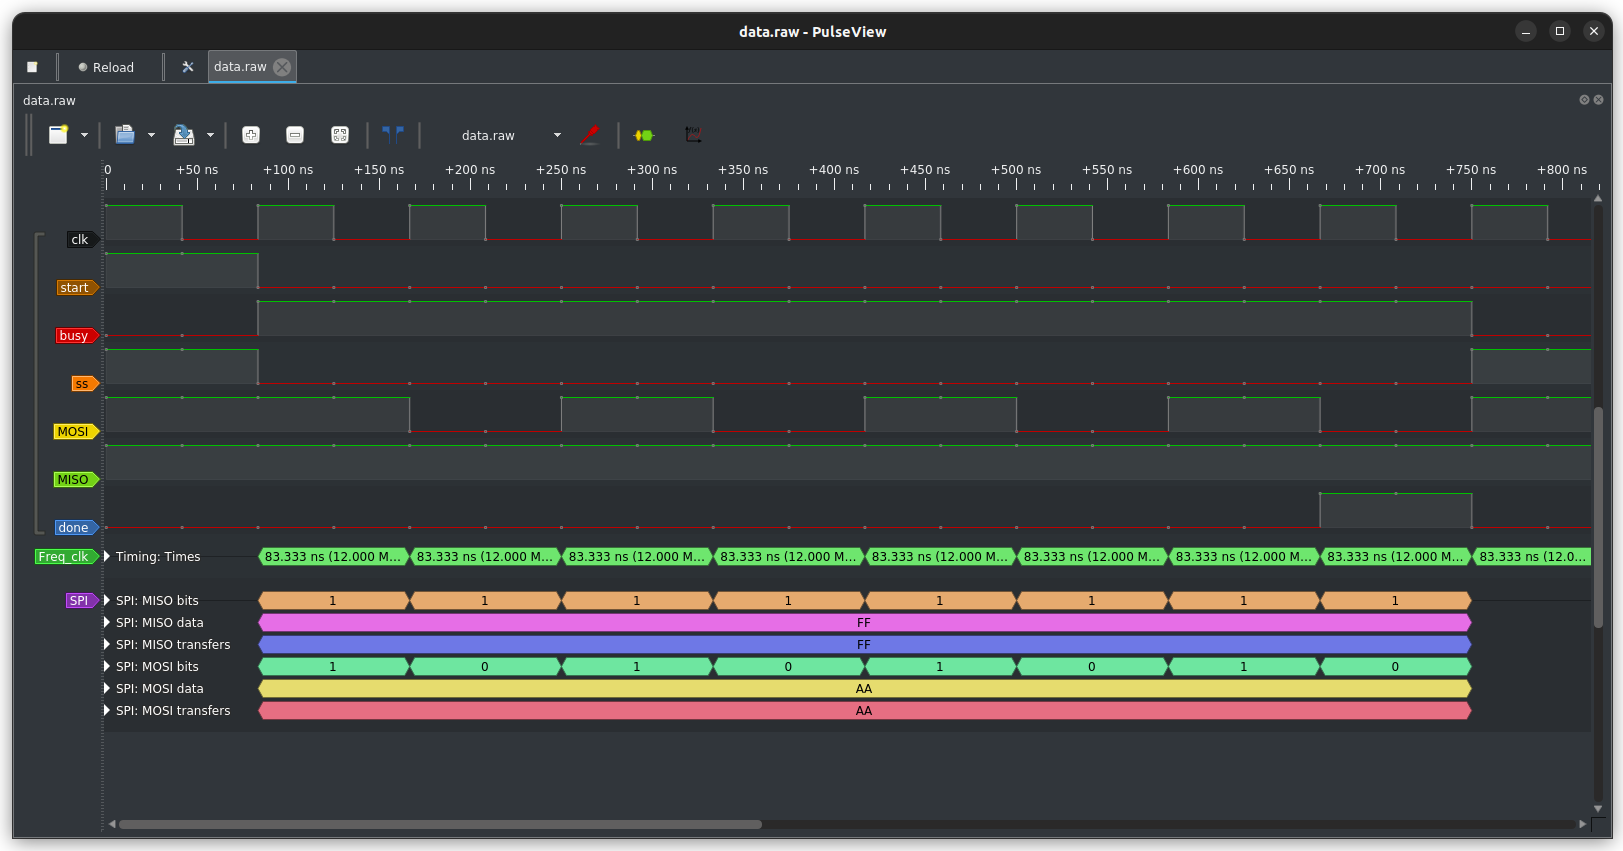 data.raw - PulseView
Reload
data.raw
data.raw
data.raw
0 +50 ns +100 ns +150 ns +200 ns +250 ns +300 ns +350 ns +400 ns +450 ns +500 ns +550 ns +600 ns +650 ns +700 ns +750 ns +800 ns
clk
start
busy
ss
MOSI
MISO
done
Freq_clk Timing: Times 83.333 ns (12.000 M... 83.333 ns (12.000 M... 83.333 ns (12.000 M... 83.333 ns (12.000 M... 83.333 ns (12.000 M... 83.333 ns (12.000 M... 83.333 ns (12.000 M... 83.333 ns (12.000 M... 83.333 ns (12.0...
SPI SPI: MISO bits 1 1 1 1 1 1 1 1
SPI: MISO data FF
SPI: MISO transfers FF
SPI: MOSI bits 1 0 1 0 1 0 1 0
SPI: MOSI data AA
SPI: MOSI transfers AA